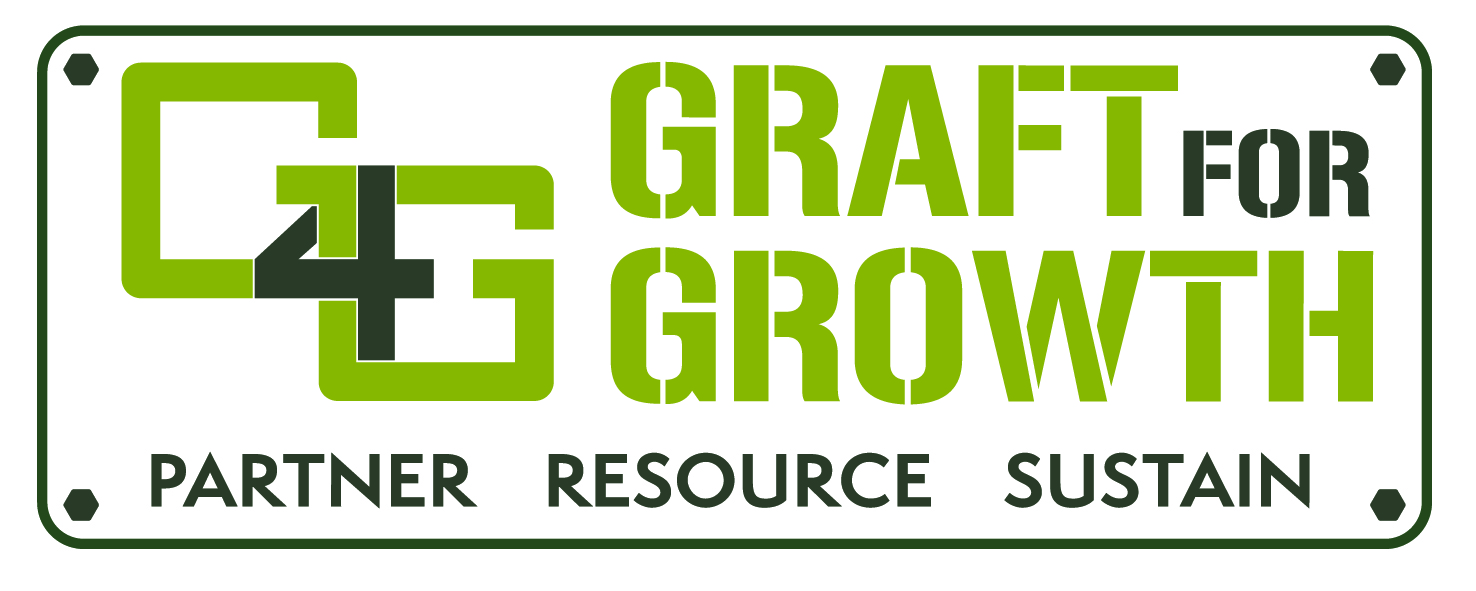 G4G
GRAFT FOR
GROWTH
PARTNER RESOURCE SUSTAIN